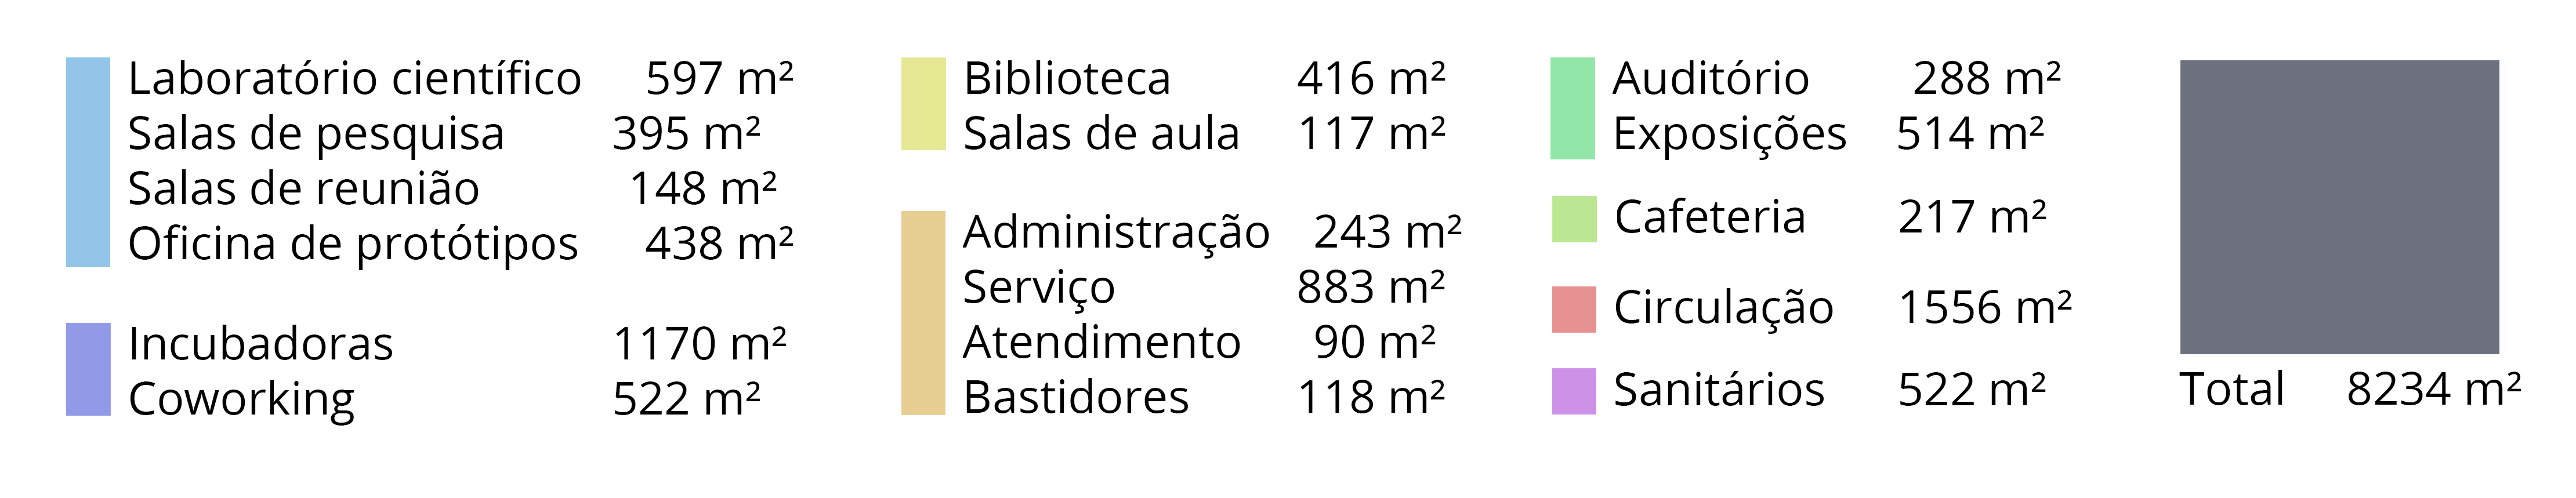 Laboratório científico 597 m²
Salas de pesquisa 395 m²
Salas de reunião 148 m²
Oficina de protótipos 438 m²
Incubadoras 1170 m²
Coworking 522 m²
Biblioteca 416 m²
Salas de aula 117 m²
Administração 243 m²
Serviço 883 m²
Atendimento 90 m²
Bastidores 118 m²
Auditório 288 m²
Exposições 514 m²
Cafeteria 217 m²
Circulação 1556 m²
Sanitários 522 m²
Total 8234 m²